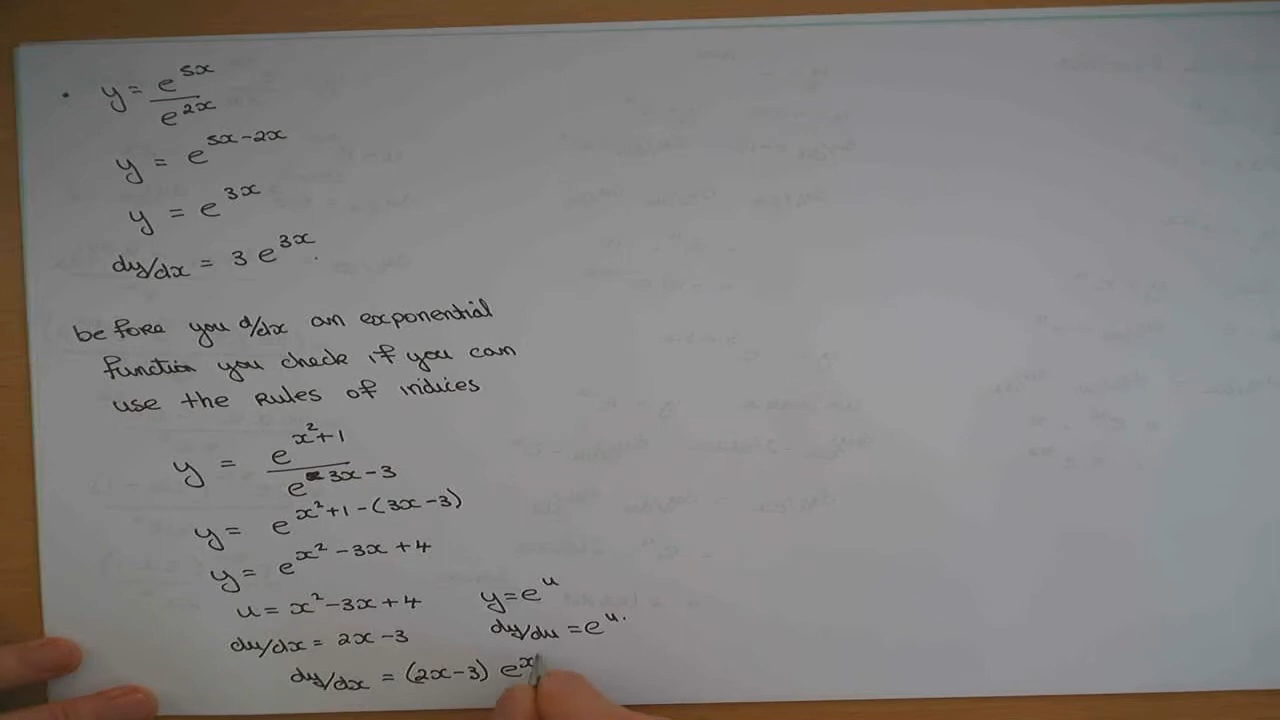 • y = e^{5x} / e^{2x}
y = e^{5x-2x}
y = e^{3x}
dy/dx = 3 e^{3x}.
before you d/dx an exponential
function you check if you can
use the rules of indices
y = e^{x²+1} / e^{3x-3}
y = e^{x²+1-(3x-3)}
y = e^{x²-3x+4}
u = x²-3x+4 y = e^{u}
du/dx = 2x-3 dy/du = e^{u}.
dy/dx = (2x-3) e^{x}